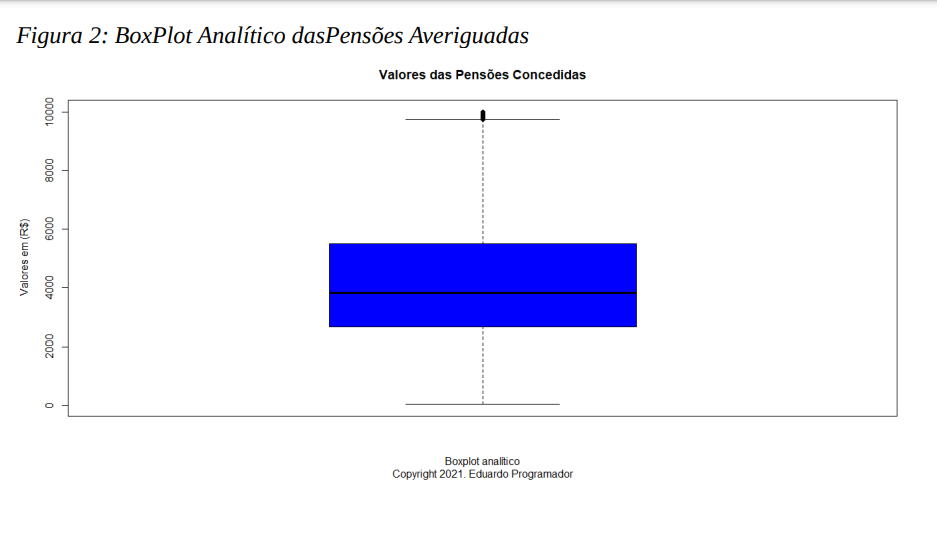 Figura 2: BoxPlot Analítico dasPensões Averiguadas
Valores das Pensões Concedidas
10000
8000
6000
4000
2000
0
Valores em (R$)
Boxplot analítico
Copyright 2021. Eduardo Programador